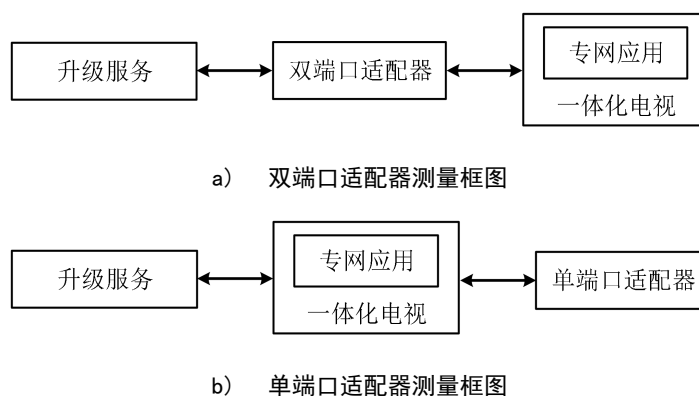 升级服务
双端口适配器
专网应用
一体化电视
a） 双端口适配器测量框图
升级服务
专网应用
一体化电视
单端口适配器
b） 单端口适配器测量框图